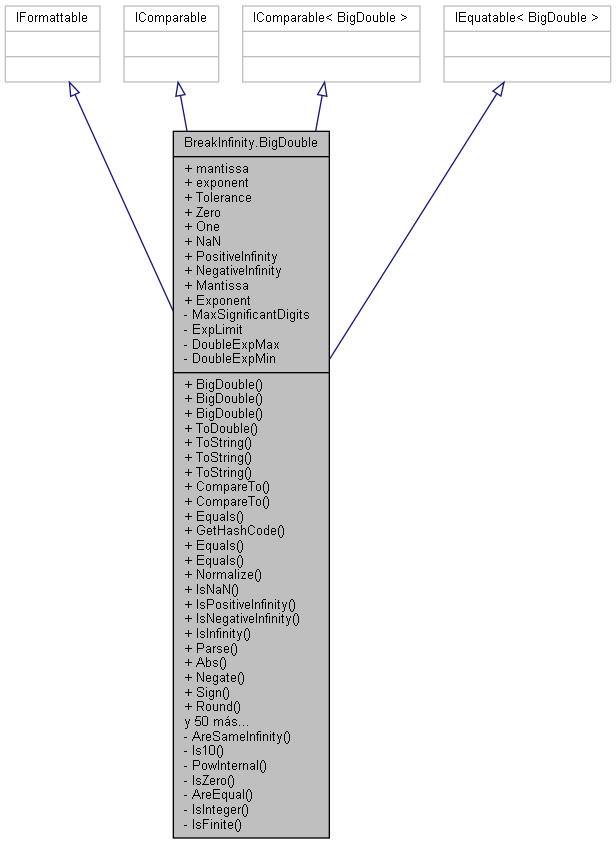 IFormattable
IComparable
IComparable< BigDouble >
IEquatable< BigDouble >
BreakInfinity.BigDouble
+ mantissa
+ exponent
+ Tolerance
+ Zero
+ One
+ NaN
+ PositiveInfinity
+ NegativeInfinity
+ Mantissa
+ Exponent
- MaxSignificantDigits
- ExpLimit
- DoubleExpMax
- DoubleExpMin
+ BigDouble()
+ BigDouble()
+ BigDouble()
+ ToDouble()
+ ToString()
+ ToString()
+ ToString()
+ CompareTo()
+ CompareTo()
+ Equals()
+ GetHashCode()
+ Equals()
+ Equals()
+ Normalize()
+ IsNaN()
+ IsPositiveInfinity()
+ IsNegativeInfinity()
+ IsInfinity()
+ Parse()
+ Abs()
+ Negate()
+ Sign()
+ Round()
y 50 más...
- AreSameInfinity()
- Is10()
- PowInternal()
- IsZero()
- AreEqual()
- IsInteger()
- IsFinite()